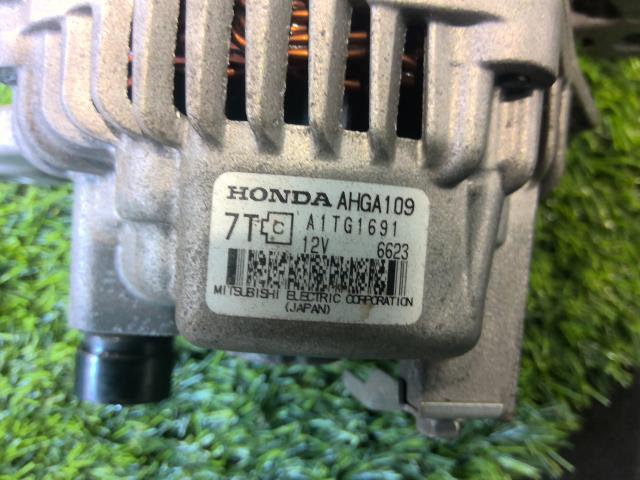 HONDA AHGA109
7T C A1TG1691
12V 6623
MITSUBISHI ELECTRIC CORPORATION
(JAPAN)